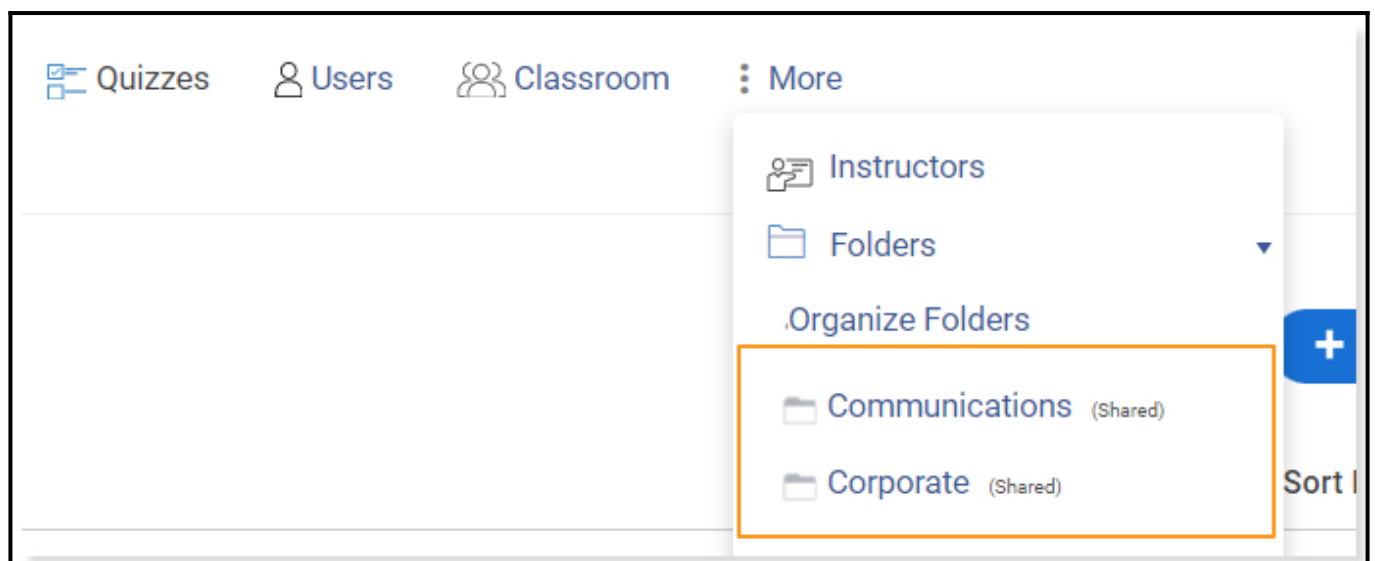 Quizzes Users Classroom More
Instructors
Folders
Organize Folders
Communications (Shared)
Corporate (Shared)
Sort